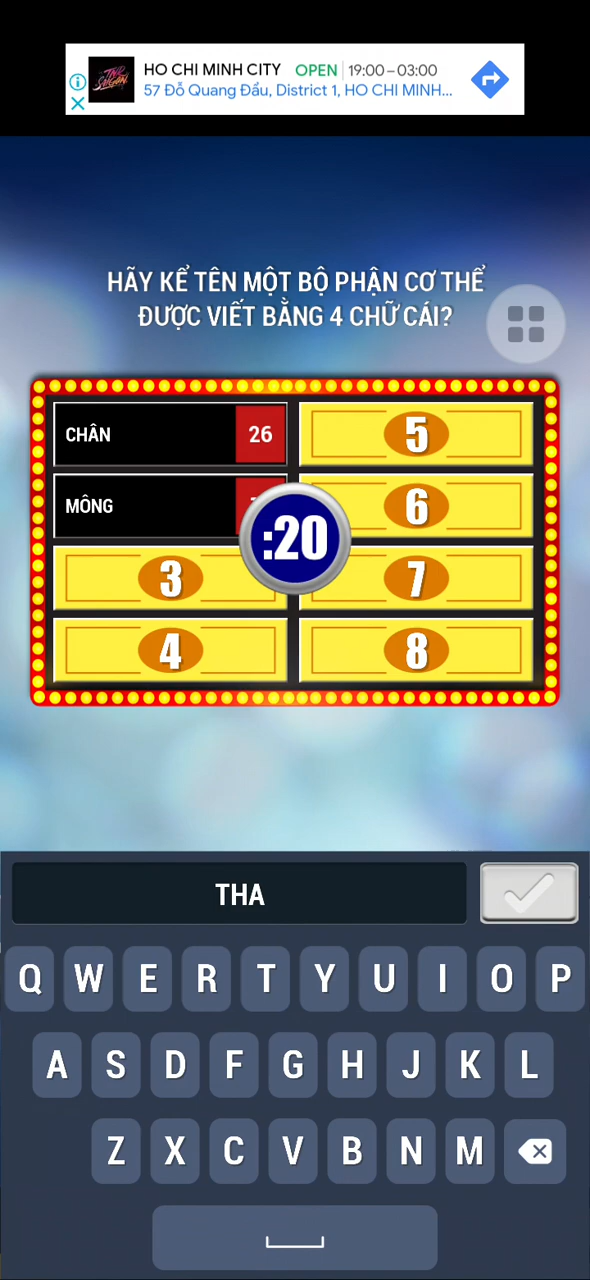 HO CHI MINH CITY OPEN 19:00 – 03:00
57 Đỗ Quang Đẩu, District 1, HO CHI MINH...
TNR SAIGON
HÃY KỂ TÊN MỘT BỘ PHẬN CƠ THỂ
ĐƯỢC VIẾT BẰNG 4 CHỮ CÁI?
CHÂN 26
MÔNG
3
4
5
6
7
8
:20
THA
Q W E R T Y U I O P
A S D F G H J K L
Z X C V B N M